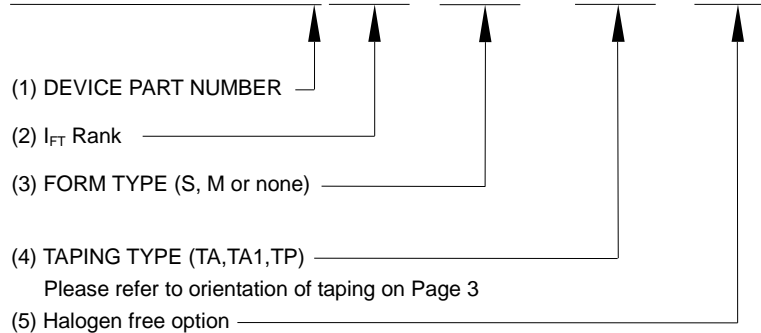 (1) DEVICE PART NUMBER
(2) IFT Rank
(3) FORM TYPE (S, M or none)
(4) TAPING TYPE (TA,TA1,TP)
Please refer to orientation of taping on Page 3
(5) Halogen free option